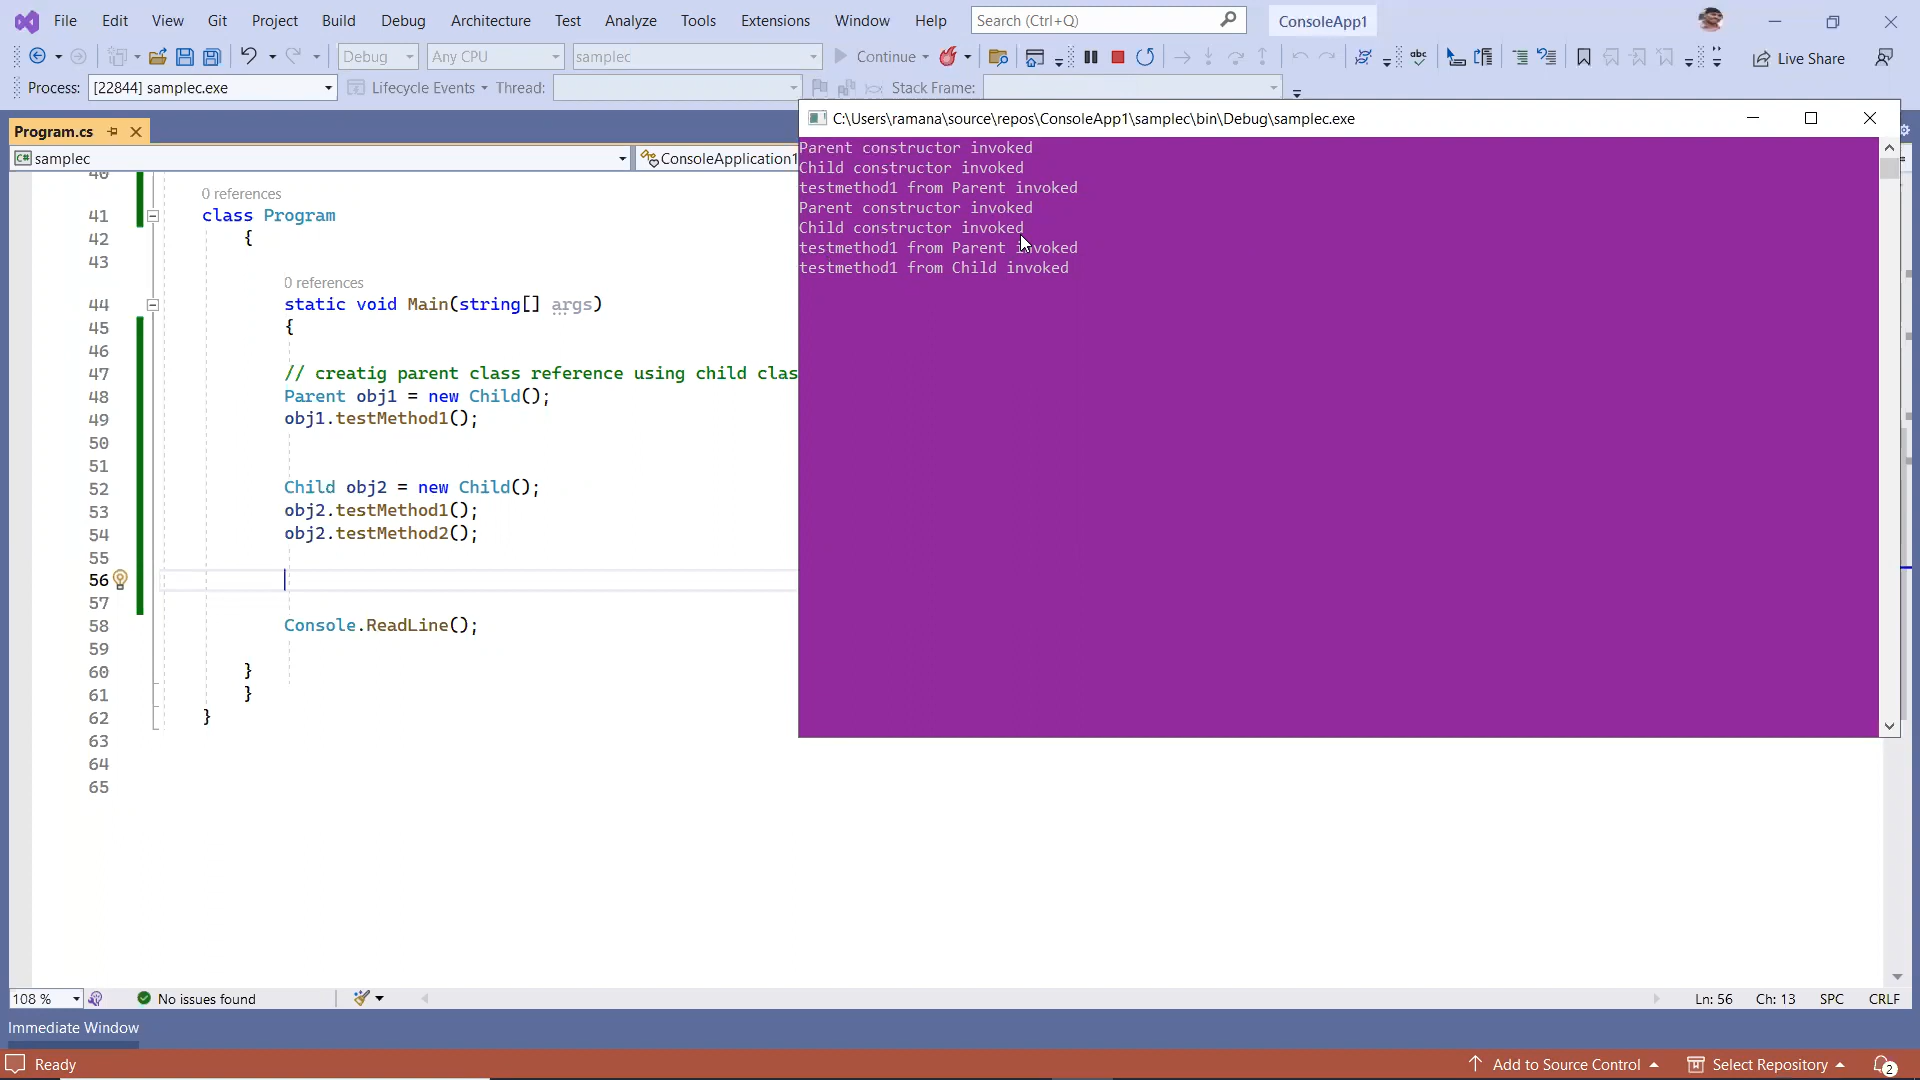 File Edit View Git Project Build Debug Architecture Test Analyze Tools Extensions Window Help Search (Ctrl+Q) ConsoleApp1
Debug Any CPU samplec Continue Live Share
Process: [22844] samplec.exe Lifecycle Events Thread: Stack Frame:
Program.cs
samplec ConsoleApplication1
C:\Users\ramana\source\repos\ConsoleApp1\samplec\bin\Debug\samplec.exe
Parent constructor invoked
Child constructor invoked
testmethod1 from Parent invoked
Parent constructor invoked
Child constructor invoked
testmethod1 from Parent invoked
testmethod1 from Child invoked
40
0 references
41 class Program
42 {
43
0 references
44 static void Main(string[] args)
45 {
46
47 // creatig parent class reference using child clas
48 Parent obj1 = new Child();
49 obj1.testMethod1();
50
51
52 Child obj2 = new Child();
53 obj2.testMethod1();
54 obj2.testMethod2();
55
56
57
58 Console.ReadLine();
59
60 }
61 }
62 }
63
64
65
108 % No issues found Ln: 56 Ch: 13 SPC CRLF
Immediate Window
Ready Add to Source Control Select Repository 2